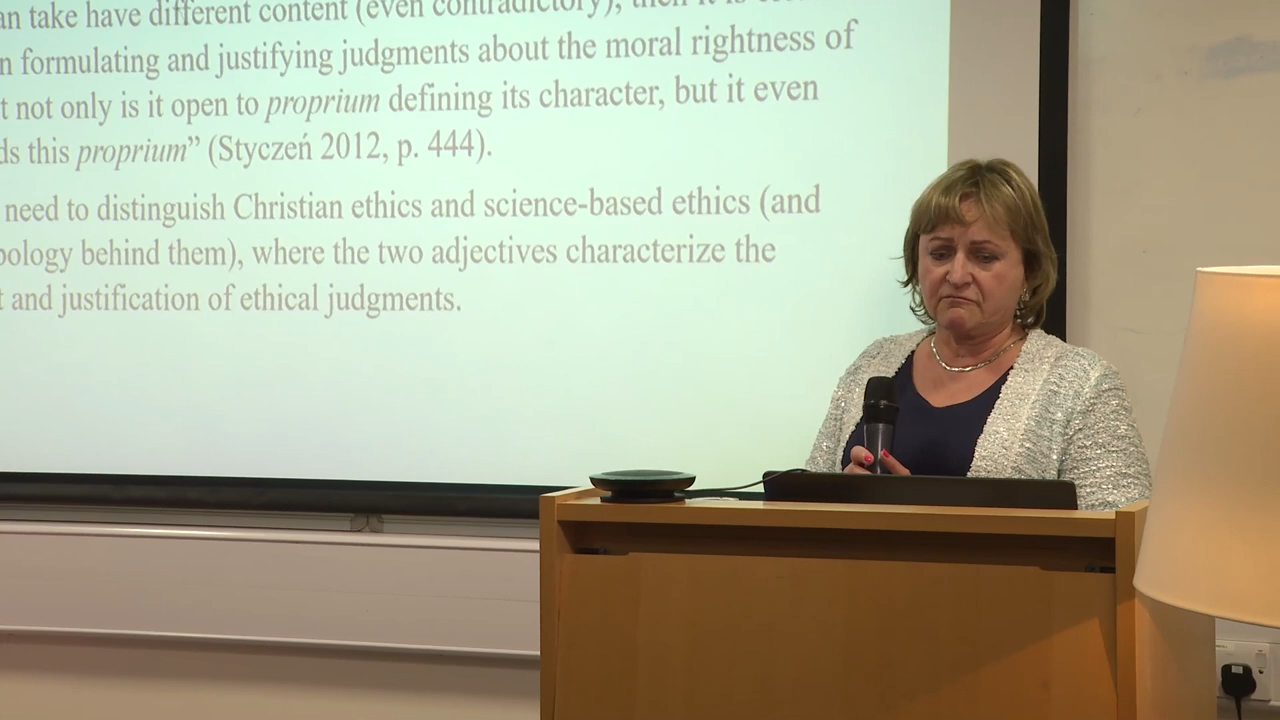 take have different content (even contradictory), then it is
formulating and justifying judgments about the moral rightness of
not only is it open to proprium defining its character, but it even
this proprium” (Styczeń 2012, p. 444).
need to distinguish Christian ethics and science-based ethics (and
behind them), where the two adjectives characterize the
and justification of ethical judgments.